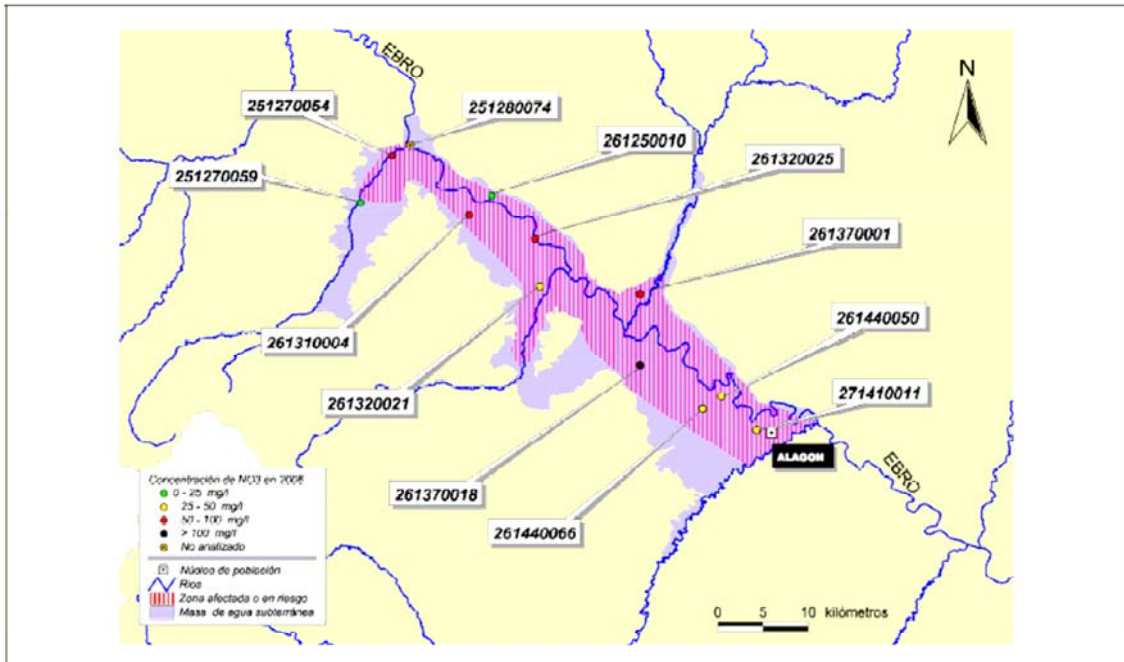 EBRO
N
251270054
251280074
261250010
261320025
251270059
261370001
261440050
261310004
271410011
261320021
ALAGON
EBRO
261370018
261440066
Concentración de NO3 en 2006
0 - 25 mg/l
25 - 50 mg/l
50 - 100 mg/l
> 100 mg/l
No analizado
Núcleo de población
Ríos
Zona afectada o en riesgo
Masa de agua subterránea
0 5 10 kilómetros